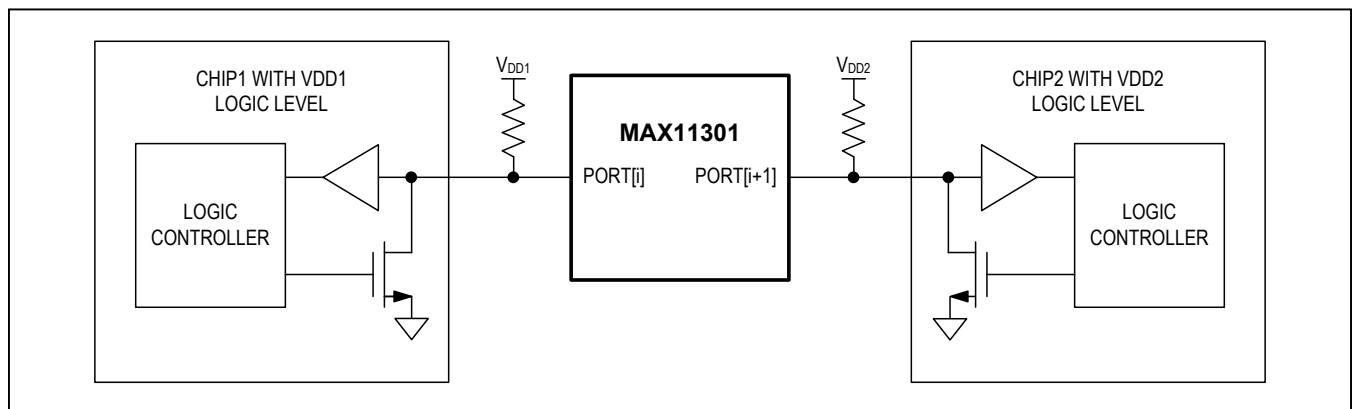 CHIP1 WITH VDD1
LOGIC LEVEL
LOGIC
CONTROLLER
VDD1
MAX11301
PORT[i]
PORT[i+1]
VDD2
CHIP2 WITH VDD2
LOGIC LEVEL
LOGIC
CONTROLLER